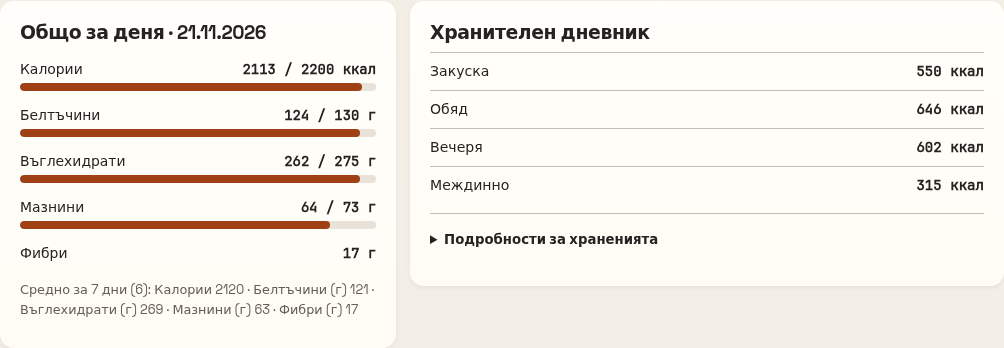 Общо за деня · 21.11.2026
Калории 2113 / 2200 ккал
Белтъчини 124 / 130 г
Въглехидрати 262 / 275 г
Мазнини 64 / 73 г
Фибри 17 г
Средно за 7 дни (6): Калории 2120 · Белтъчини (г) 121 ·
Въглехидрати (г) 269 · Мазнини (г) 63 · Фибри (г) 17
Хранителен дневник
Закуска 550 ккал
Обяд 646 ккал
Вечеря 602 ккал
Междинно 315 ккал
Подробности за храненията